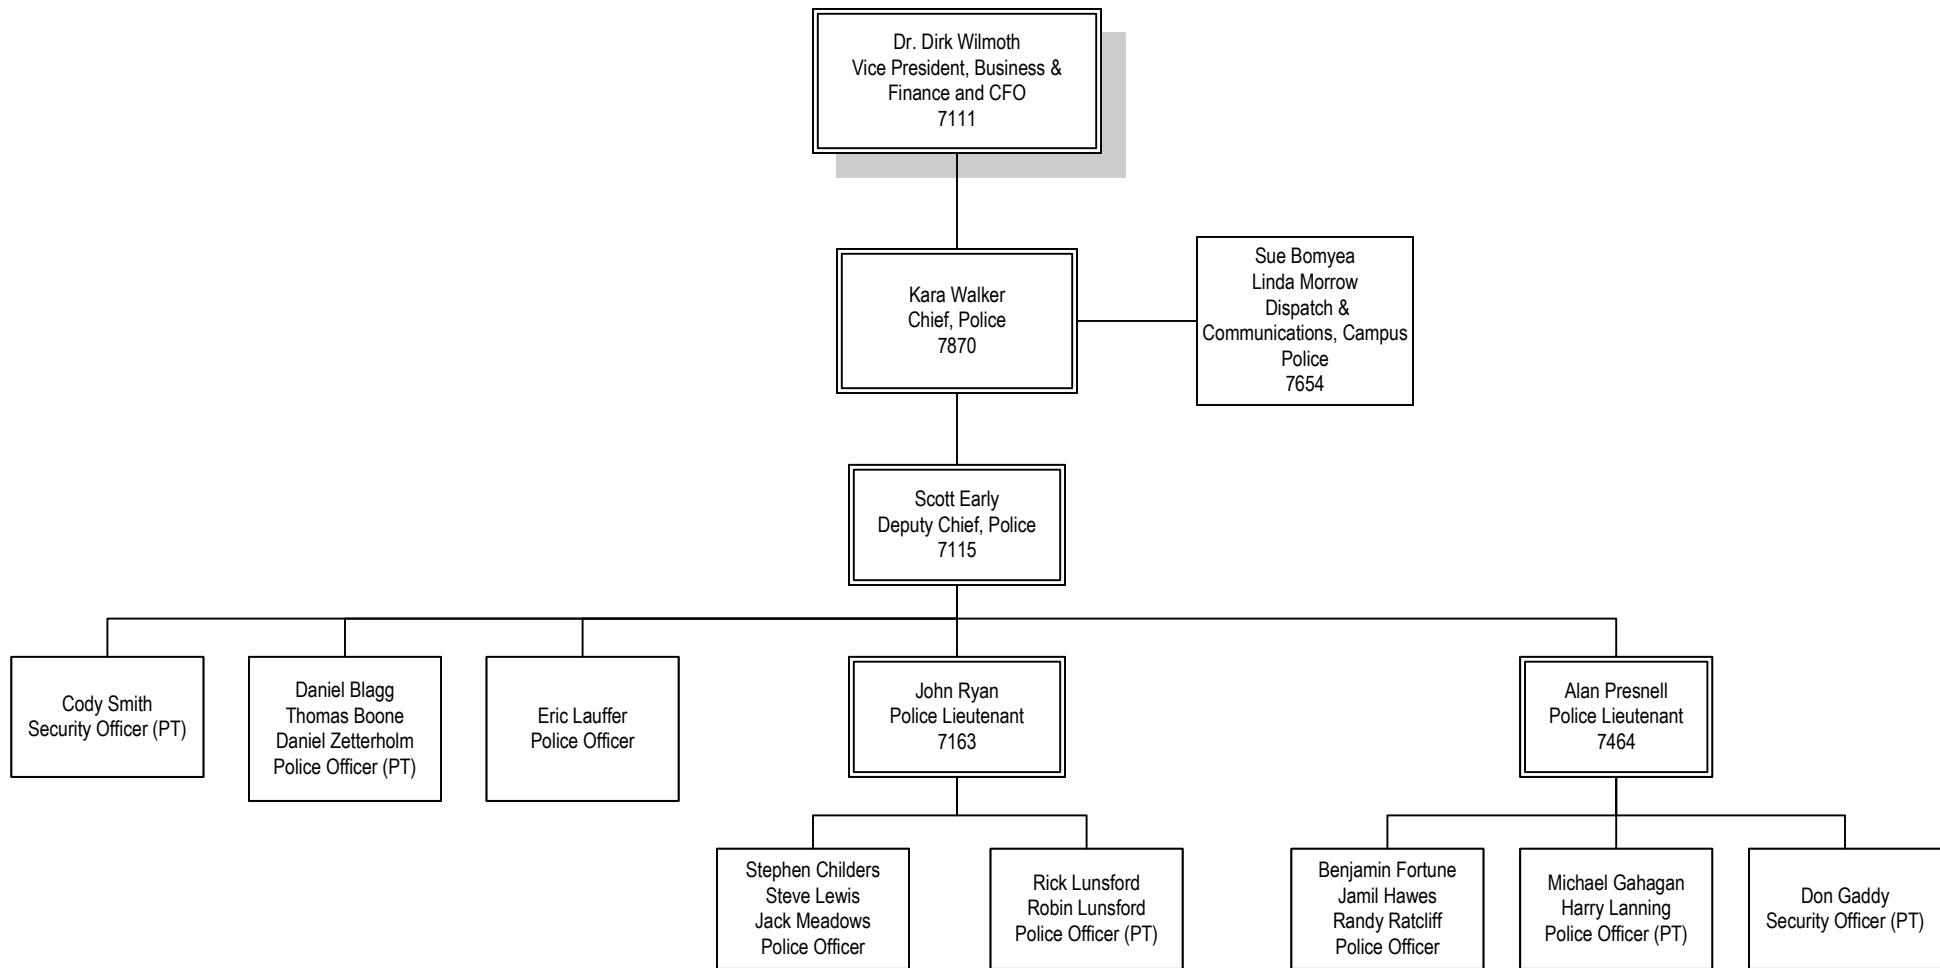 Dr. Dirk Wilmoth
Vice President, Business &
Finance and CFO
7111
Kara Walker
Chief, Police
7870
Sue Bomyea
Linda Morrow
Dispatch &
Communications, Campus
Police
7654
Scott Early
Deputy Chief, Police
7115
Cody Smith
Security Officer (PT)
Daniel Blagg
Thomas Boone
Daniel Zetterholm
Police Officer (PT)
Eric Lauffer
Police Officer
John Ryan
Police Lieutenant
7163
Alan Presnell
Police Lieutenant
7464
Stephen Childers
Steve Lewis
Jack Meadows
Police Officer
Rick Lunsford
Robin Lunsford
Police Officer (PT)
Benjamin Fortune
Jamil Hawes
Randy Ratcliff
Police Officer
Michael Gahagan
Harry Lanning
Police Officer (PT)
Don Gaddy
Security Officer (PT)